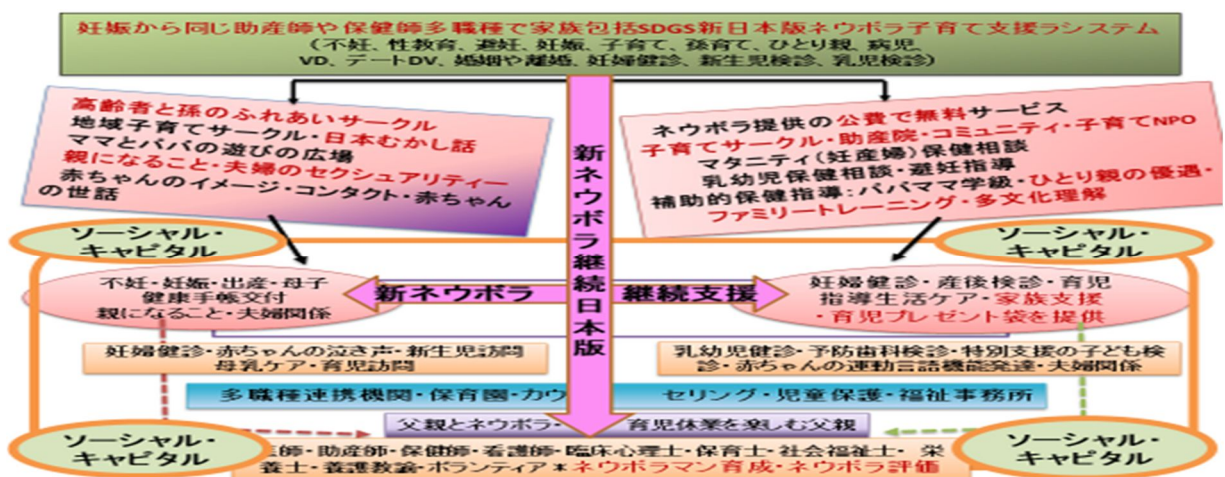 妊娠から同じ助産師や保健師多職種で家族包括SDGS新日本版ネウボラ子育て支援ラシステム
(不妊、性教育、避妊、妊娠、子育て、孫育て、ひとり親、病児、
VD、デートDV、婚姻や離婚、妊婦健診、新生児検診、乳児検診)
高齢者と孫のふれあいサークル
地域子育てサークル・日本むかし話
ママとパパの遊びの広場
親になること・夫婦のセクシュアリティー
赤ちゃんのイメージ・コンタクト・赤ちゃん
の世話
ネウボラ提供の公費で無料サービス
子育てサークル・助産院・コミュニティ・子育てNPO
マタニティ(妊産婦)保健相談
乳幼児保健相談・避妊指導
補助的保健指導:パパママ学級・ひとり親の優遇・
ファミリートレーニング・多文化理解
新ネウボラ継続日本版
ソーシャル・
キャピタル
ソーシャル・
キャピタル
不妊・妊娠・出産・母子
健康手帳交付
親になること・夫婦関係
新ネウボラ
継続支援
妊婦健診・産後検診・育児
指導生活ケア・家族支援
・育児プレゼント袋を提供
妊婦健診・赤ちゃんの泣き声・新生児訪問
母乳ケア・育児訪問
乳幼児健診・予防歯科検診・特別支援の子ども検
診・赤ちゃんの運動言語機能発達・夫婦関係
多職種連携機関・保育園・カウ セリング・児童保護・福祉事務所
父親とネウボラ・ 育児休業を楽しむ父親
ソーシャル・
キャピタル
ソーシャル・
キャピタル
師・助産師・保健師・看護師・臨床心理士・保育士・社会福祉士・栄
養士・養護教諭・ボランティア*ネウボラマン育成・ネウボラ評価